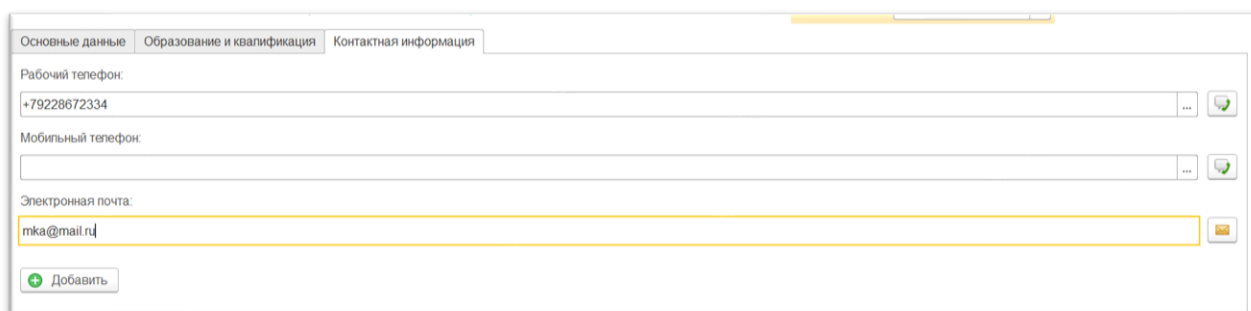 Основные данные Образование и квалификация Контактная информация
Рабочий телефон:
+79228672334 ...
Мобильный телефон:
...
Электронная почта:
mka@mail.ru
Добавить